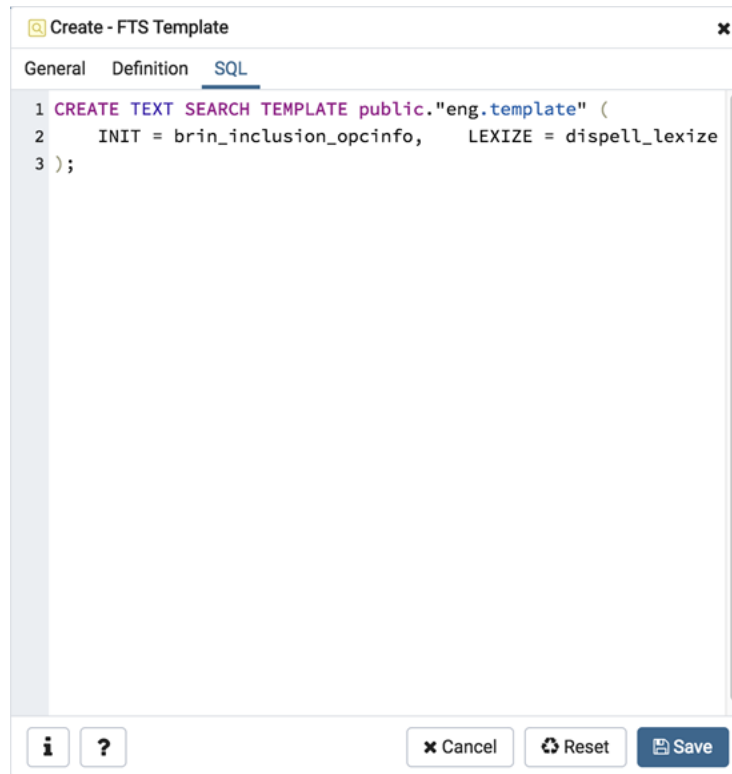 Create - FTS Template
General Definition SQL
1 CREATE TEXT SEARCH TEMPLATE public."eng.template" (
2 INIT = brin_inclusion_opcinfo, LEXIZE = dispell_lexize
3 );
i ? Cancel Reset Save